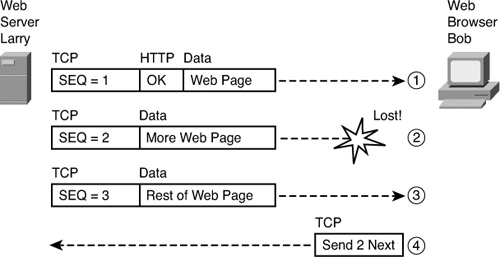 Web
Server
Larry
Web
Browser
Bob
TCP HTTP Data
SEQ = 1 OK Web Page
1
TCP Data
Lost!
SEQ = 2 More Web Page
2
TCP Data
SEQ = 3 Rest of Web Page
3
TCP
Send 2 Next
4